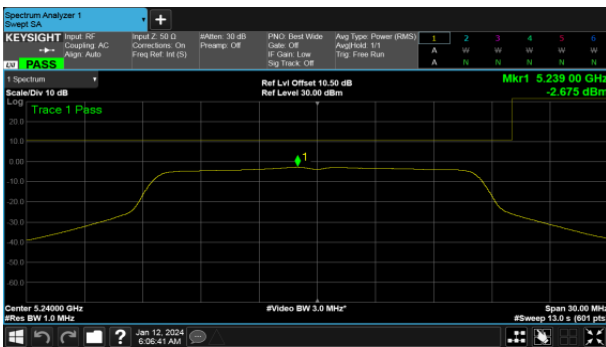 Spectrum Analyzer 1
Swept SA
+
KEYSIGHT Input: RF Input Z: 50 Ω #Atten: 30 dB PNO: Best Wide Avg Type: Power (RMS) 1 2 3 4 5 6
Coupling: AC Corrections: On Preamp: Off Gate: Off Avg|Hold: 1/1 A W W W W W
Align: Auto Freq Ref: Int (S) IF Gain: Low Trig: Free Run
LXI PASS Sig Track: Off A N N N N N
1 Spectrum Ref Lvl Offset 10.50 dB Mkr1 5.239 00 GHz
Scale/Div 10 dB Ref Level 30.00 dBm -2.675 dBm
Log
Trace 1 Pass
20.0
10.0
0.00
1
-10.0
-20.0
-30.0
-40.0
-50.0
-60.0
Center 5.24000 GHz #Video BW 3.0 MHz* Span 30.00 MHz
#Res BW 1.0 MHz #Sweep 13.0 s (601 pts
? Jan 12, 2024
6:06:41 AM